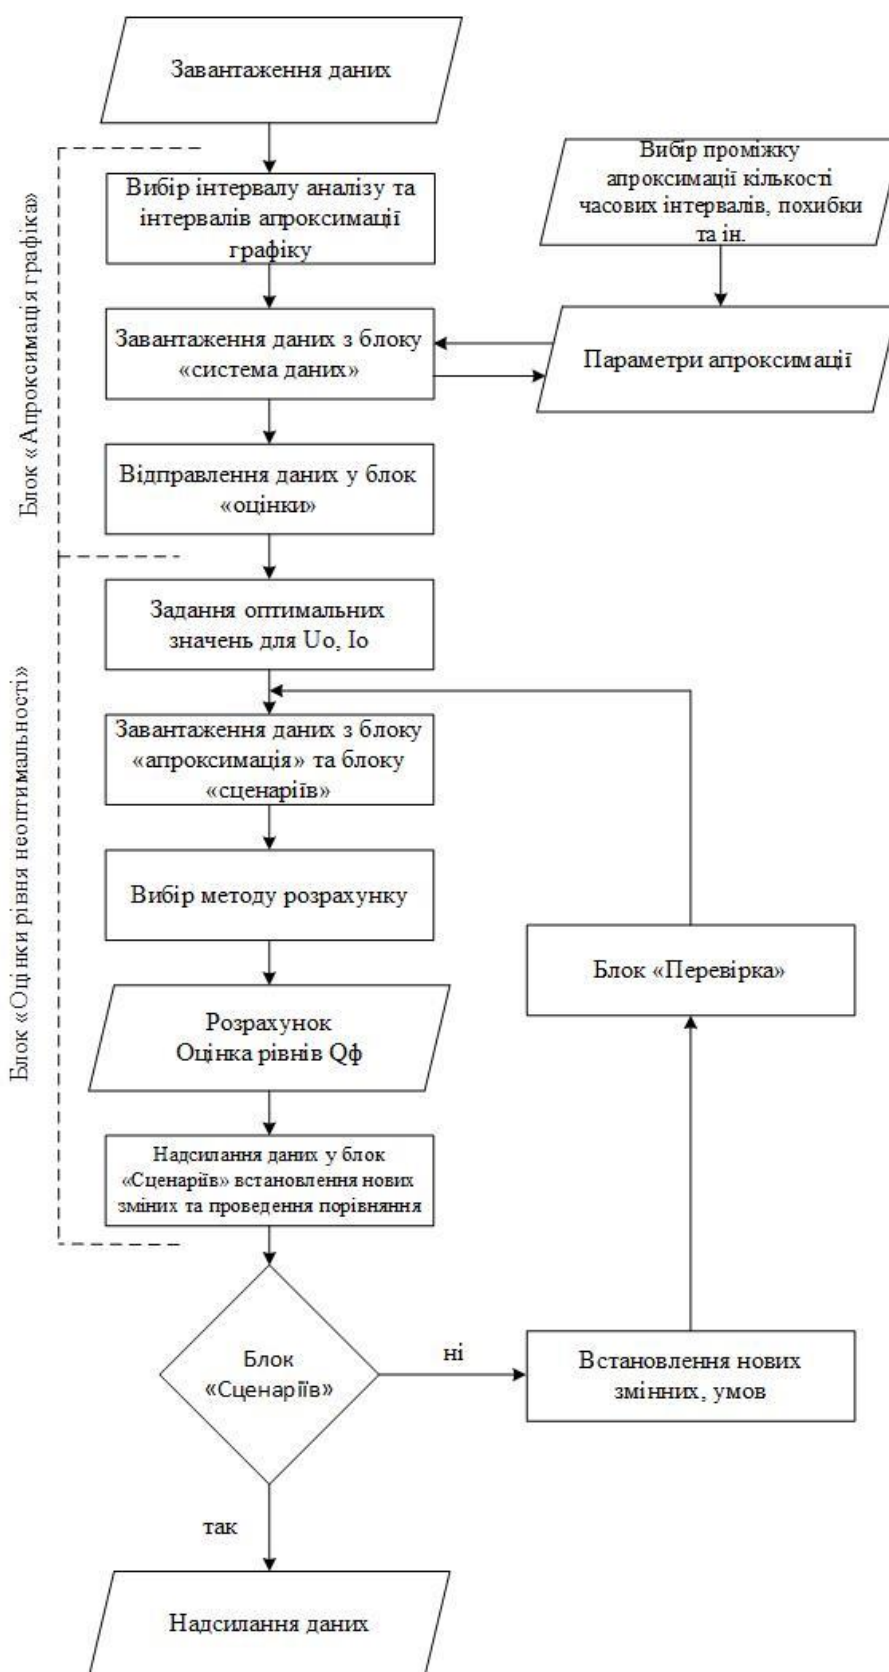 Завантаження даних
Вибір інтервалу аналізу та
інтервалів апроксимації
графіку
Вибір проміжку
апроксимації кількості
часових інтервалів, похибки
та ін.
Завантаження даних з блоку
«система даних»
Параметри апроксимації
Відправлення даних у блок
«оцінки»
Блок «Апроксимація графіка»
Задання оптимальних
значень для Uo, Io
Завантаження даних з блоку
«апроксимація» та блоку
«сценаріїв»
Вибір методу розрахунку
Блок «Перевірка»
Розрахунок
Оцінка рівнів Qф
Надсилання даних у блок
«Сценаріїв» встановлення нових
зміних та проведення порівняння
Блок «Оцінки рівня неоптимальності»
Блок
«Сценаріїв»
ні
Встановлення нових
змінних, умов
так
Надсилання даних